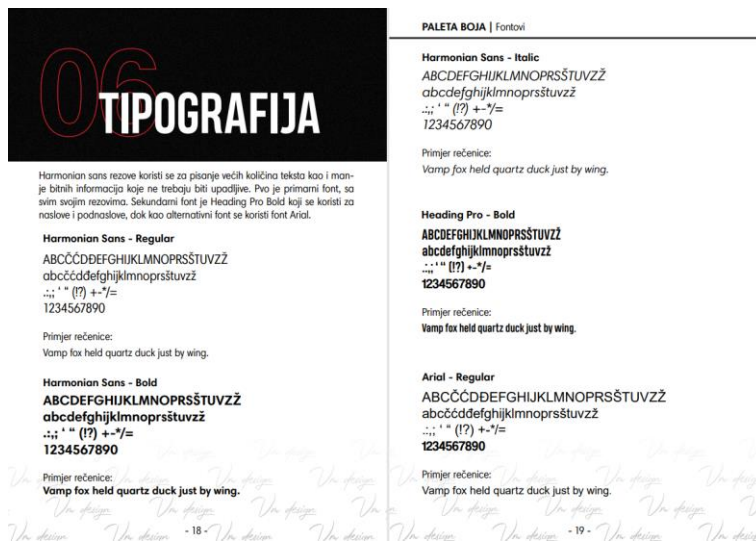 06
TIPOGRAFIJA
Harmonian sans rezove koristi se za pisanje većih količina teksta kao i man-
je bitnih informacija koje ne trebaju biti upadljive. Pvo je primarni font, sa
svim svojim rezovima. Sekundarni font je Heading Pro Bold koji se koristi za
naslove i podnaslove, dok kao alternativni font se koristi font Arial.
Harmonian Sans - Regular
ABCČĆDĐEFGHIJKLMNOPRSŠTUVZŽ
abcčćdđefghijklmnoprsštuvzž
.:,; ‘ “ (!?) +-*/=
1234567890
Primjer rečenice:
Vamp fox held quartz duck just by wing.
Harmonian Sans - Bold
ABCDEFGHIJKLMNOPRSŠTUVZŽ
abcdefghijklmnoprsštuvzž
.:,; ‘ “ (!?) +-*/=
1234567890
Primjer rečenice:
Vamp fox held quartz duck just by wing.
- 18 -
PALETA BOJA | Fontovi
Harmonian Sans - Italic
ABCDEFGHIJKLMNOPRSŠTUVZŽ
abcdefghijklmnoprsštuvzž
.:,; ‘ “ (!?) +-*/=
1234567890
Primjer rečenice:
Vamp fox held quartz duck just by wing.
Heading Pro - Bold
ABCDEFGHIJKLMNOPRSŠTUVZŽ
abcdefghijklmnoprsštuvzž
.:,; ‘ “ (!?) +-*/=
1234567890
Primjer rečenice:
Vamp fox held quartz duck just by wing.
Arial - Regular
ABCČĆDĐEFGHIJKLMNOPRSŠTUVZŽ
abcčćdđefghijklmnoprsštuvzž
.:,; ‘ “ (!?) +-*/=
1234567890
Primjer rečenice:
Vamp fox held quartz duck just by wing.
- 19 -